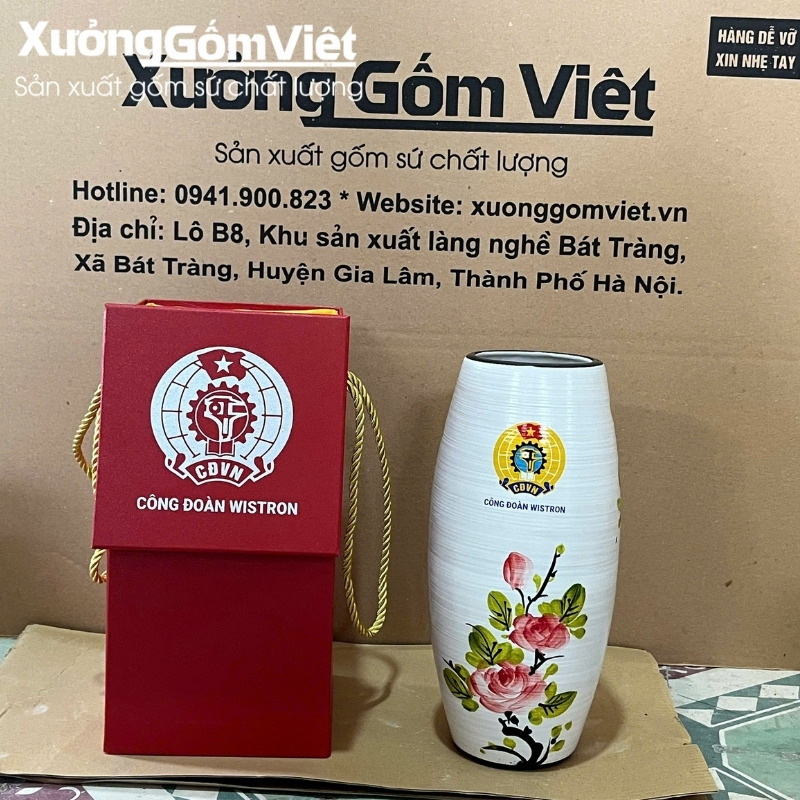 XưởngGốmViệt
Sản xuất gốm sứ chất lượng
HÀNG DỄ VỠ
XIN NHẸ TAY
Xưởng Gốm Việt
Sản xuất gốm sứ chất lượng
Hotline: 0941.900.823 * Website: xuonggomviet.vn
Địa chỉ: Lô B8, Khu sản xuất làng nghề Bát Tràng,
Xã Bát Tràng, Huyện Gia Lâm, Thành Phố Hà Nội.
CĐVN
CÔNG ĐOÀN WISTRON
CĐVN
CÔNG ĐOÀN WISTRON